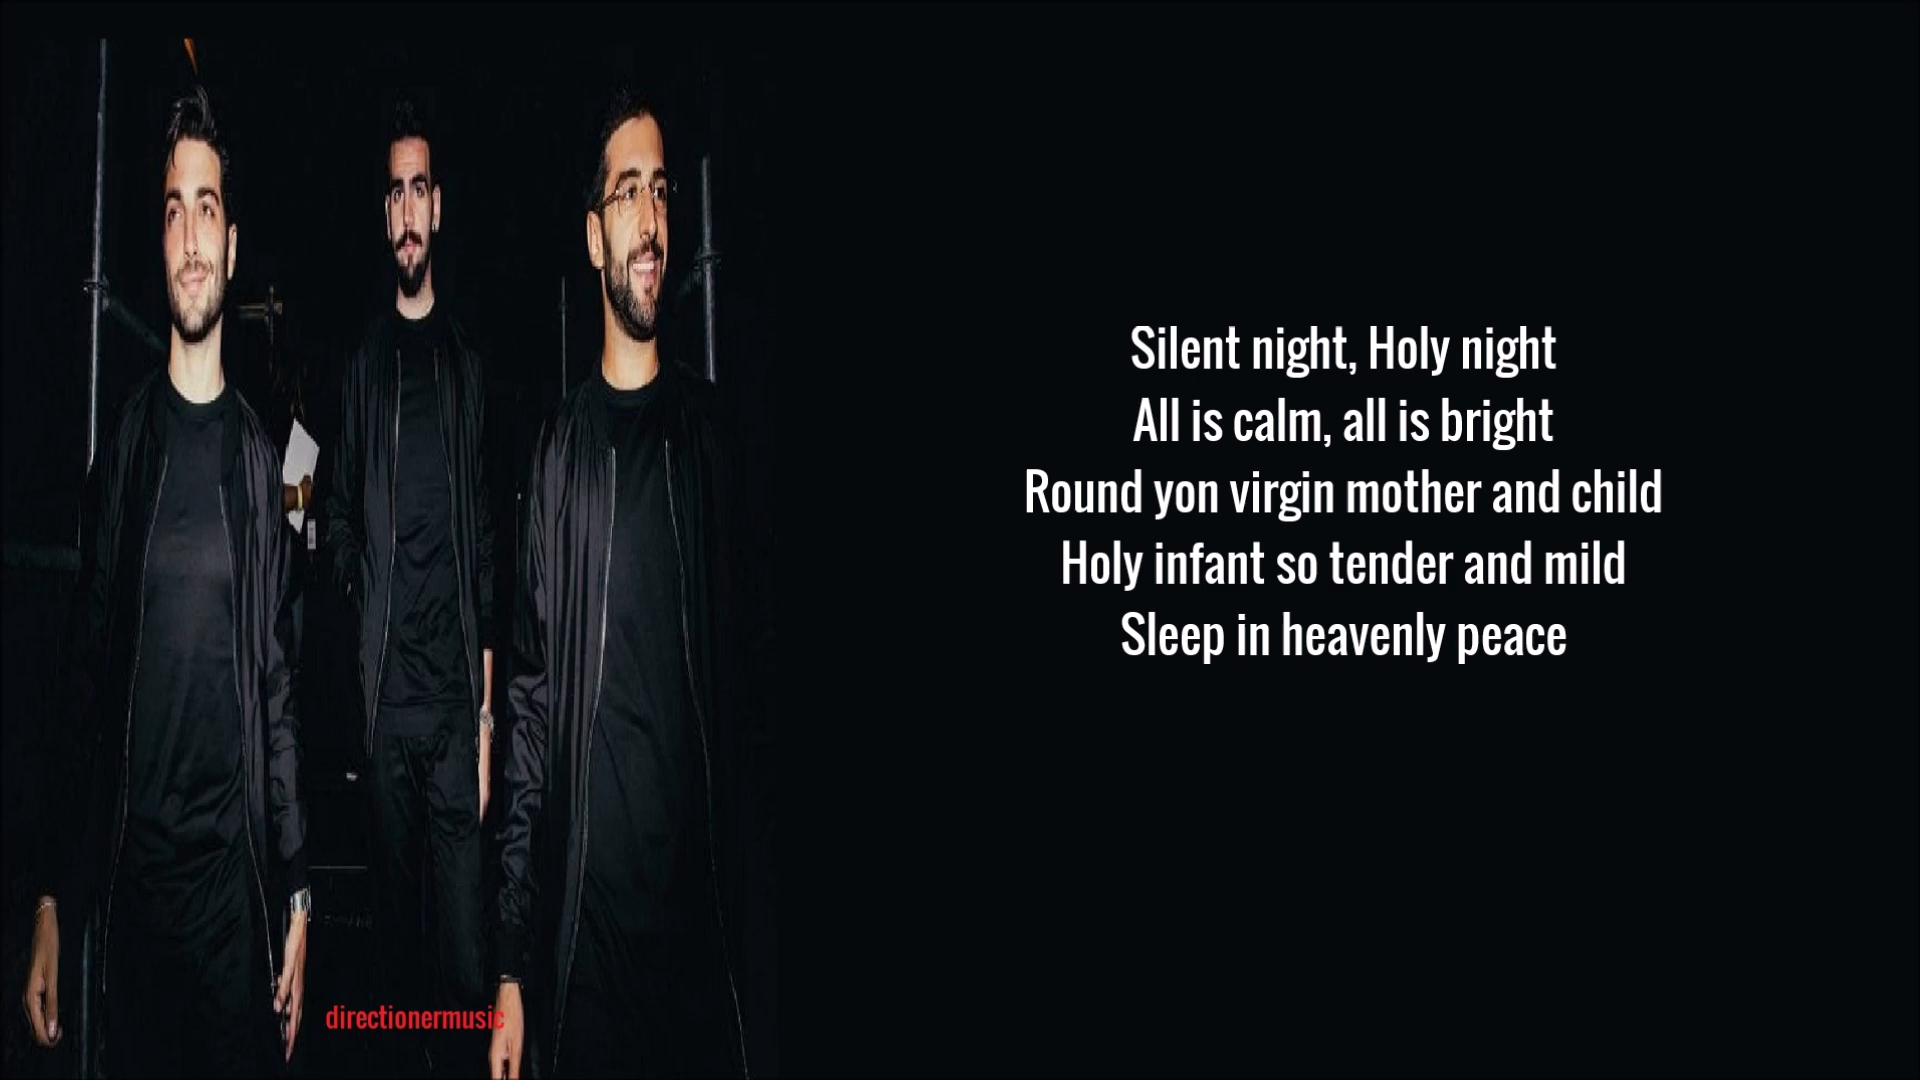 Silent night, Holy night
All is calm, all is bright
Round yon virgin mother and child
Holy infant so tender and mild
Sleep in heavenly peace
directionermusic